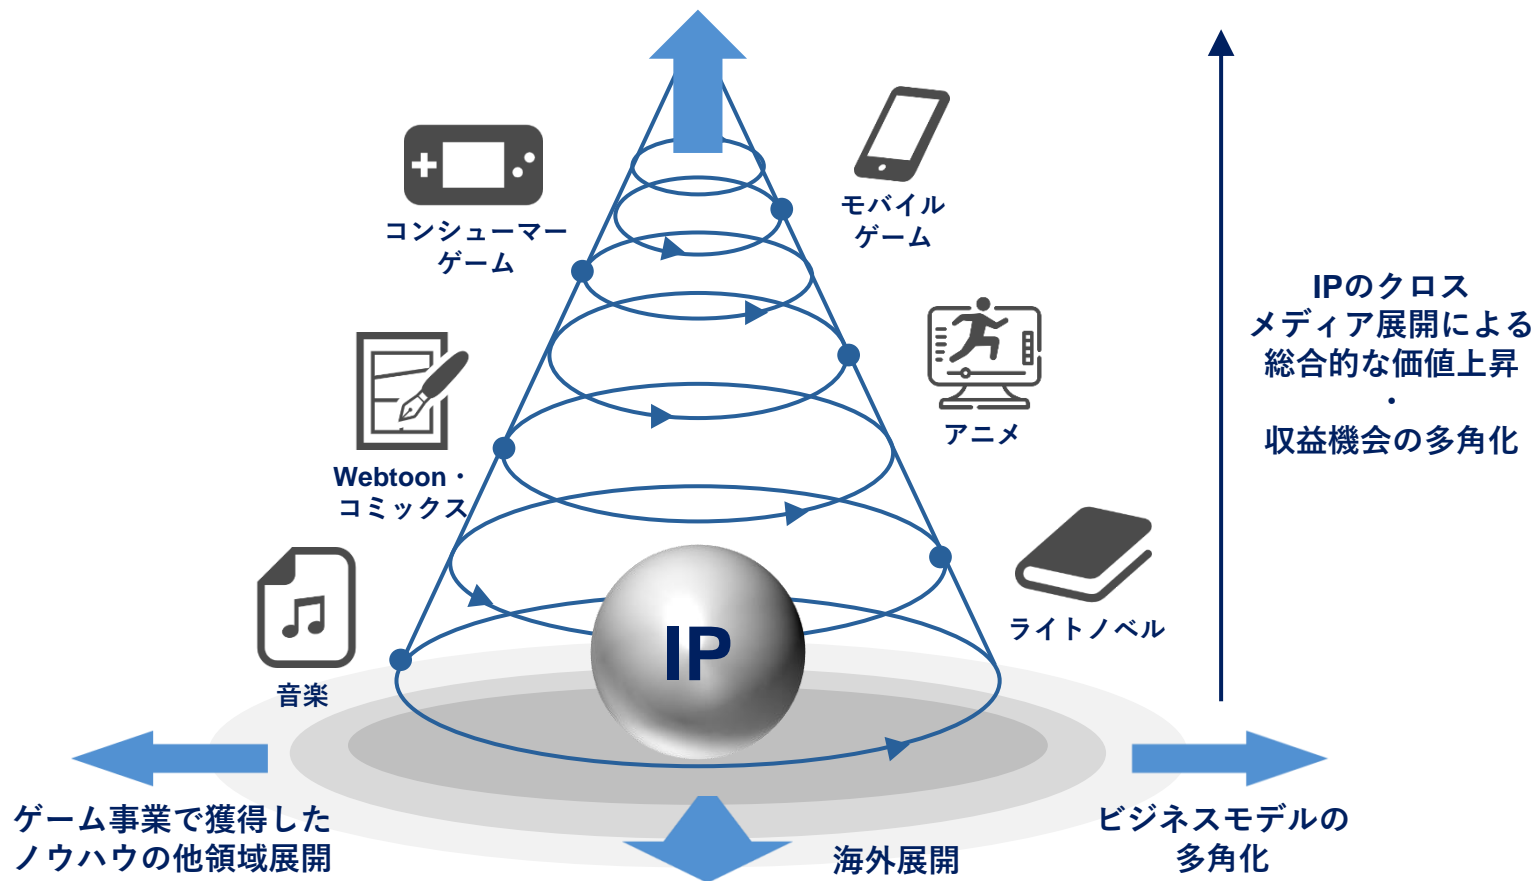 コンシューマー
ゲーム
モバイル
ゲーム
IPのクロス
メディア展開による
総合的な価値上昇
・
収益機会の多角化
アニメ
Webtoon・
コミックス
IP
ライトノベル
音楽
ゲーム事業で獲得した
ノウハウの他領域展開
海外展開
ビジネスモデルの
多角化